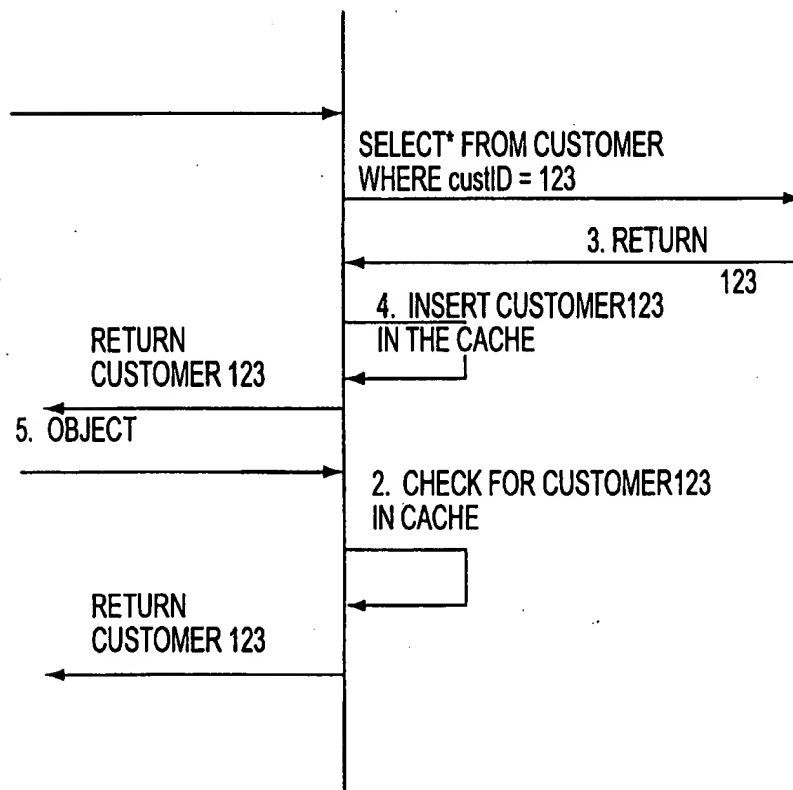 SELECT* FROM CUSTOMER
WHERE custID = 123
3. RETURN
123
4. INSERT CUSTOMER123
IN THE CACHE
RETURN
CUSTOMER 123
5. OBJECT
2. CHECK FOR CUSTOMER123
IN CACHE
RETURN
CUSTOMER 123